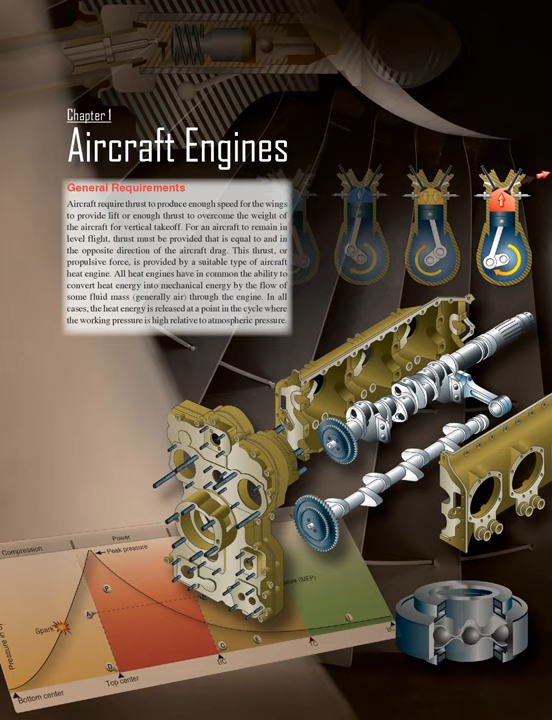 Chapter 1
Aircraft Engines
General Requirements
Aircraft require thrust to produce enough speed for the wings
to provide lift or enough thrust to overcome the weight of
the aircraft for vertical takeoff. For an aircraft to remain in
level flight, thrust must be provided that is equal to and in
the opposite direction of the aircraft drag. This thrust, or
propulsive force, is provided by a suitable type of aircraft
heat engine. All heat engines have in common the ability to
convert heat energy into mechanical energy by the flow of
some fluid mass (generally air) through the engine. In all
cases, the heat energy is released at a point in the cycle where
the working pressure is high relative to atmospheric pressure.
Compression
Power
Peak pressure
(MEP)
Spark
Top center
Bottom center